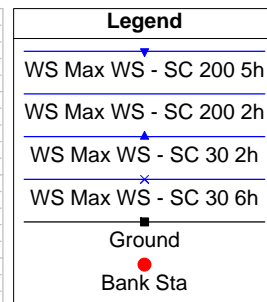 Legend
WS Max WS - SC 200 5h
WS Max WS - SC 200 2h
WS Max WS - SC 30 2h
WS Max WS - SC 30 6h
Ground
Bank Sta